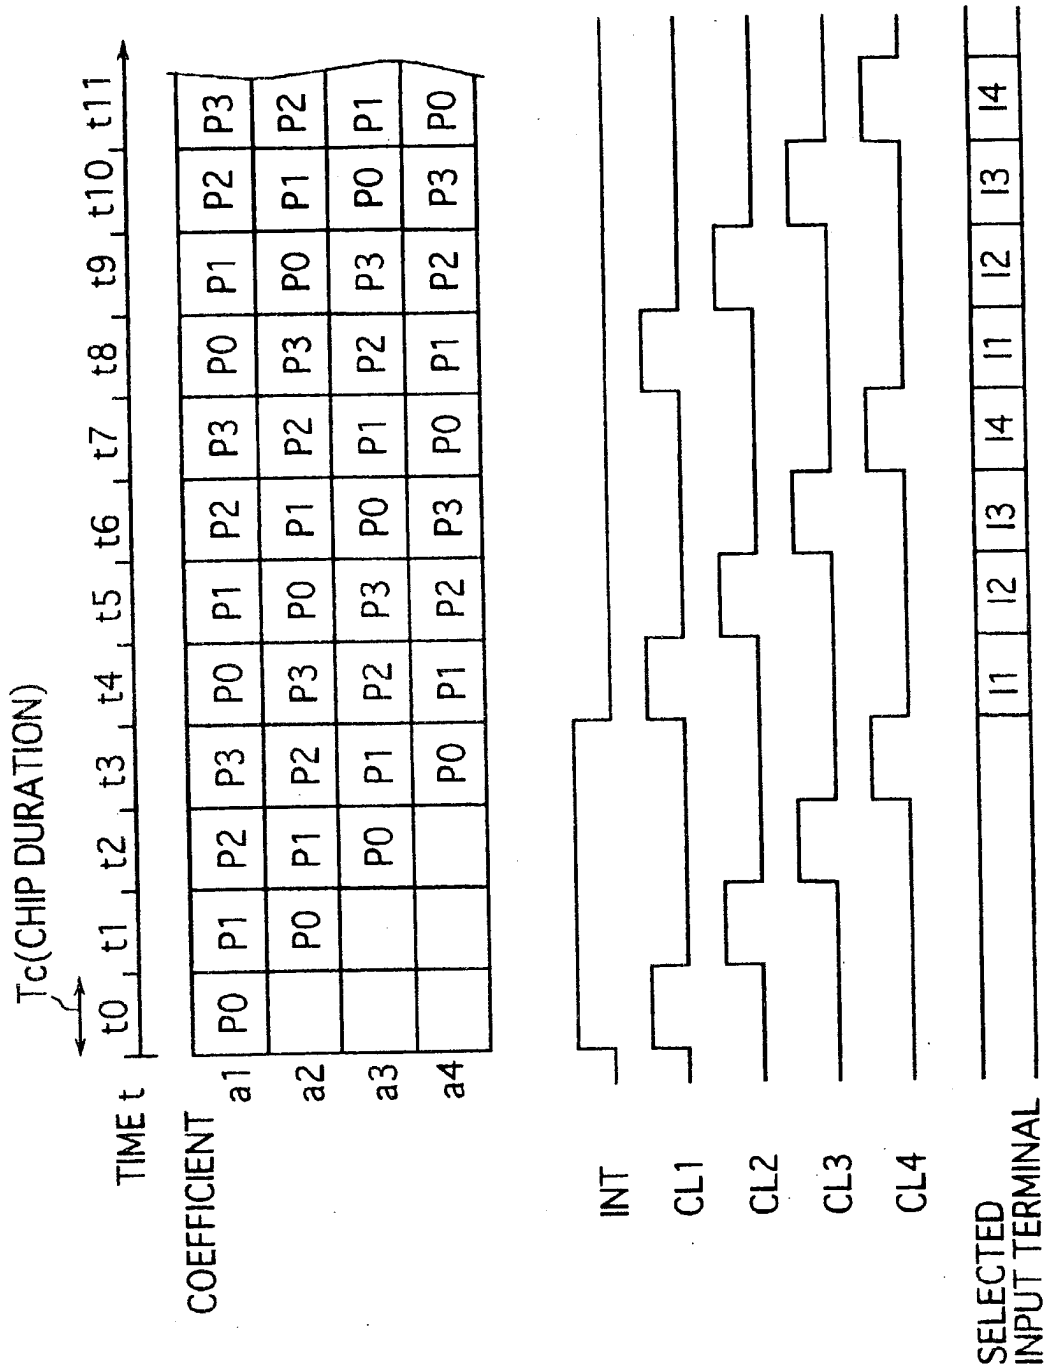 Tc(CHIP DURATION)
TIME t t0 t1 t2 t3 t4 t5 t6 t7 t8 t9 t10 t11
COEFFICIENT
a1 P0 P1 P2 P3 P0 P1 P2 P3 P0 P1 P2 P3
a2 P0 P1 P2 P3 P0 P1 P2 P3 P0 P1 P2
a3 P0 P1 P2 P3 P0 P1 P2 P3 P0 P1
a4 P0 P1 P2 P3 P0 P1 P2 P3 P0
INT
CL1
CL2
CL3
CL4
SELECTED
INPUT TERMINAL I1 I2 I3 I4 I1 I2 I3 I4